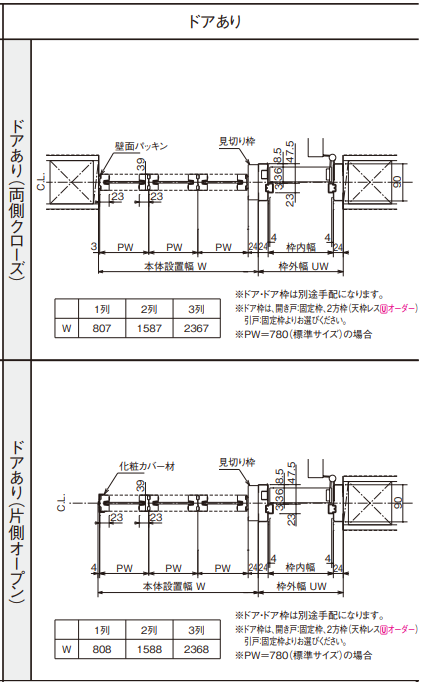 ドアあり
ドアあり(両側クローズ)
壁面パッキン
見切り枠
C.L.
39
23
23
8.5
47.5
3.36
23
90
4
4
3
PW
PW
PW
24
24
枠内幅
24
本体設置幅 W
枠外幅 UW
※ドア・ドア枠は別途手配になります。
※ドア枠は、開き戸:固定枠、2方枠(天枠レスUオーダー)
引戸:固定枠よりお選びください。
※PW=780(標準サイズ)の場合
1列 2列 3列
W 807 1587 2367
ドアあり(片側オープン)
化粧カバー材
見切り枠
C.L.
39
23
23
8.5
47.5
3.36
23
90
4
4
4
PW
PW
PW
24
24
枠内幅
24
本体設置幅 W
枠外幅 UW
※ドア・ドア枠は別途手配になります。
※ドア枠は、開き戸:固定枠、2方枠(天枠レスUオーダー)
引戸:固定枠よりお選びください。
※PW=780(標準サイズ)の場合
1列 2列 3列
W 808 1588 2368